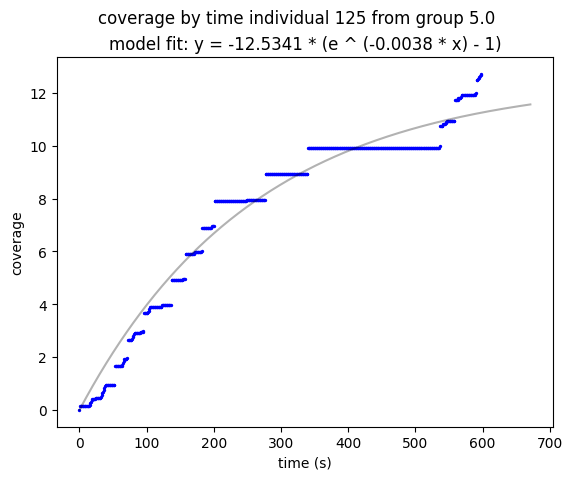 coverage by time individual 125 from group 5.0
model fit: y = -12.5341 * (e ^ (-0.0038 * x) - 1)
12
10
8
6
4
2
0
coverage
0 100 200 300 400 500 600 700
time (s)